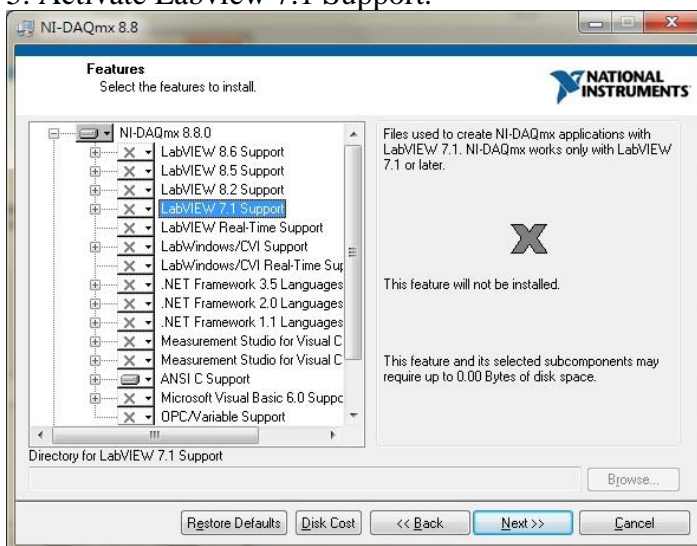 3. Activate Labview 7.1 Support.
NI-DAQmx 8.8
Features
Select the features to install.
NATIONAL
INSTRUMENTS
NI-DAQmx 8.8.0
LabVIEW 8.6 Support
LabVIEW 8.5 Support
LabVIEW 8.2 Support
LabVIEW 7.1 Support
LabVIEW Real-Time Support
LabWindows/CVI Support
LabWindows/CVI Real-Time Sup
.NET Framework 3.5 Languages
.NET Framework 2.0 Languages
.NET Framework 1.1 Languages
Measurement Studio for Visual C
Measurement Studio for Visual C
ANSI C Support
Microsoft Visual Basic 6.0 Suppo
OPC/Variable Support
Files used to create NI-DAQmx applications with
LabVIEW 7.1. NI-DAQmx works only with LabVIEW
7.1 or later.
This feature will not be installed.
This feature and its selected subcomponents may
require up to 0.00 Bytes of disk space.
Directory for LabVIEW 7.1 Support
Browse...
Restore Defaults
Disk Cost
<< Back
Next >>
Cancel